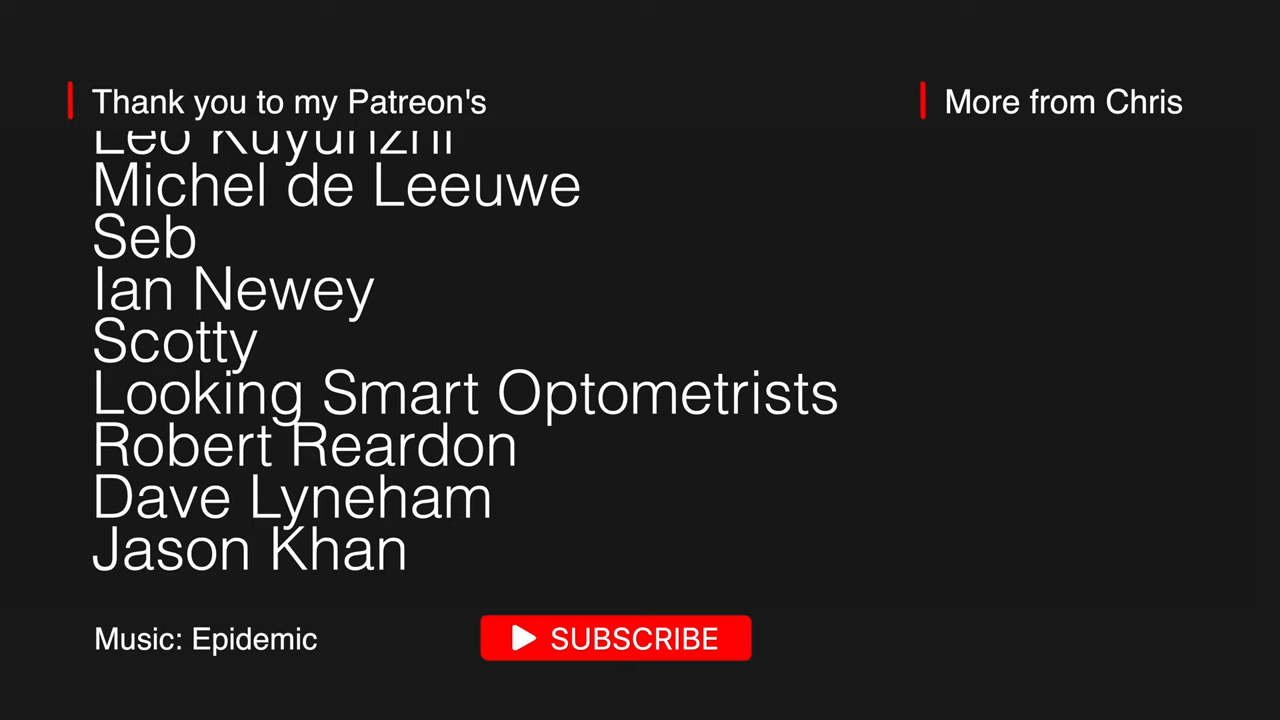 Thank you to my Patreon's
More from Chris
Leo
Michel de Leeuwe
Seb
Ian Newey
Scotty
Looking Smart Optometrists
Robert Reardon
Dave Lyneham
Jason Khan
Music: Epidemic
SUBSCRIBE